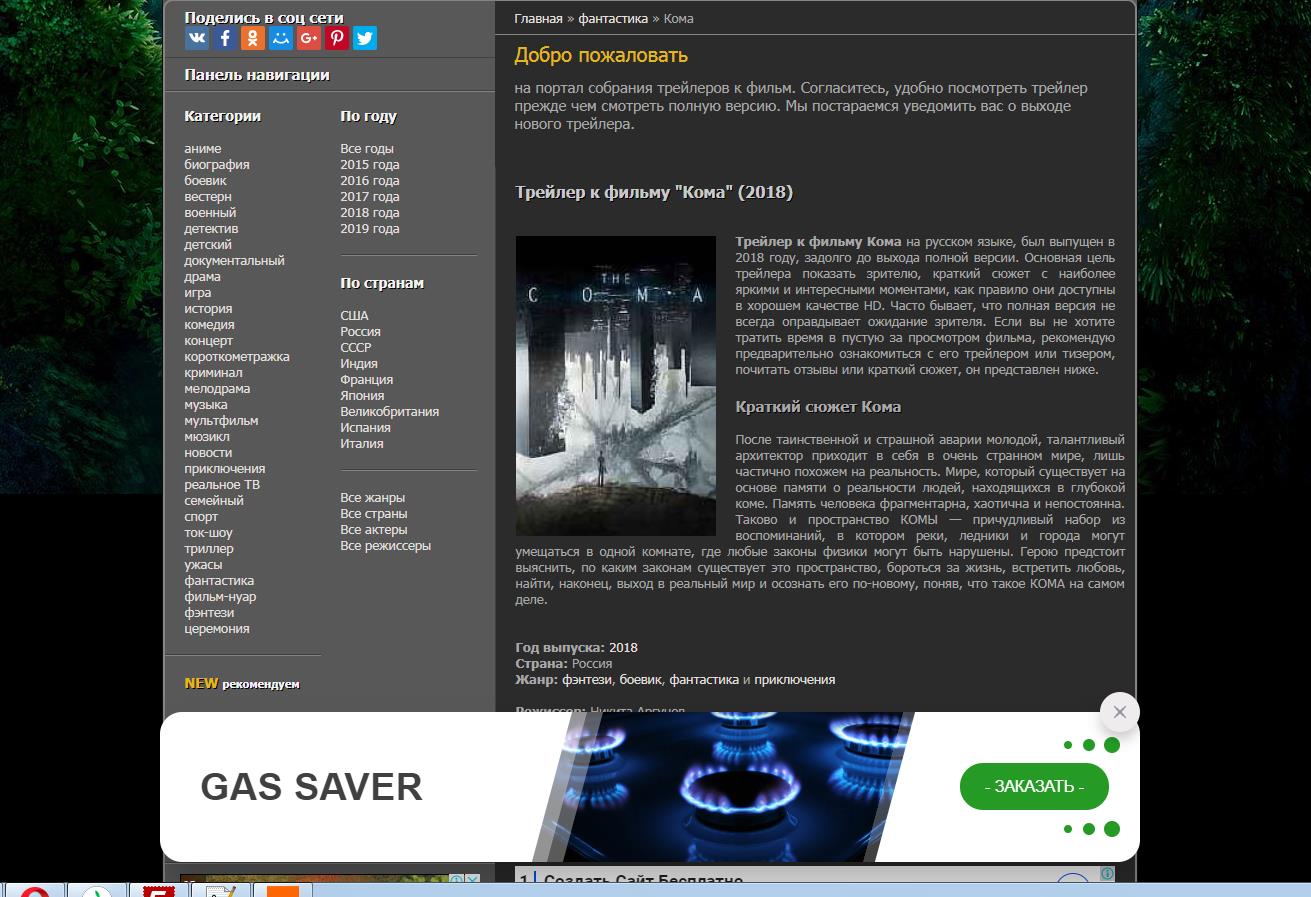 Поделись в соц сети
Панель навигации
Категории
аниме
биография
боевик
вестерн
военный
детектив
детский
документальный
драма
игра
история
комедия
концерт
короткометражка
криминал
мелодрама
музыка
мультфильм
мюзикл
новости
приключения
реальное ТВ
семейный
спорт
ток-шоу
триллер
ужасы
фантастика
фильм-нуар
фэнтези
церемония
По году
Все годы
2015 года
2016 года
2017 года
2018 года
2019 года
По странам
США
Россия
СССР
Индия
Франция
Япония
Великобритания
Испания
Италия
Все жанры
Все страны
Все актеры
Все режиссеры
NEW рекомендуем
Главная » фантастика » Кома
Добро пожаловать
на портал собрания трейлеров к фильм. Согласитесь, удобно посмотреть трейлер
прежде чем смотреть полную версию. Мы постараемся уведомить вас о выходе
нового трейлера.
Трейлер к фильму "Кома" (2018)
THE
COMA
Трейлер к фильму Кома на русском языке, был выпущен в
2018 году, задолго до выхода полной версии. Основная цель
трейлера показать зрителю, краткий сюжет с наиболее
яркими и интересными моментами, как правило они доступны
в хорошем качестве HD. Часто бывает, что полная версия не
всегда оправдывает ожидание зрителя. Если вы не хотите
тратить время в пустую за просмотром фильма, рекомендую
предварительно ознакомиться с его трейлером или тизером,
почитать отзывы или краткий сюжет, он представлен ниже.
Краткий сюжет Кома
После таинственной и страшной аварии молодой, талантливый
архитектор приходит в себя в очень странном мире, лишь
частично похожем на реальность. Мире, который существует на
основе памяти о реальности людей, находящихся в глубокой
коме. Память человека фрагментарна, хаотична и непостоянна.
Таково и пространство КОМЫ — причудливый набор из
воспоминаний, в котором реки, ледники и города могут
умещаться в одной комнате, где любые законы физики могут быть нарушены. Герою предстоит
выяснить, по каким законам существует это пространство, бороться за жизнь, встретить любовь,
найти, наконец, выход в реальный мир и осознать его по-новому, поняв, что такое КОМА на самом
деле.
Год выпуска: 2018
Страна: Россия
Жанр: фэнтези, боевик, фантастика и приключения
Режиссер: Никита Аргунов
GAS SAVER
- ЗАКАЗАТЬ -
1 Создать Сайт Бесплатно